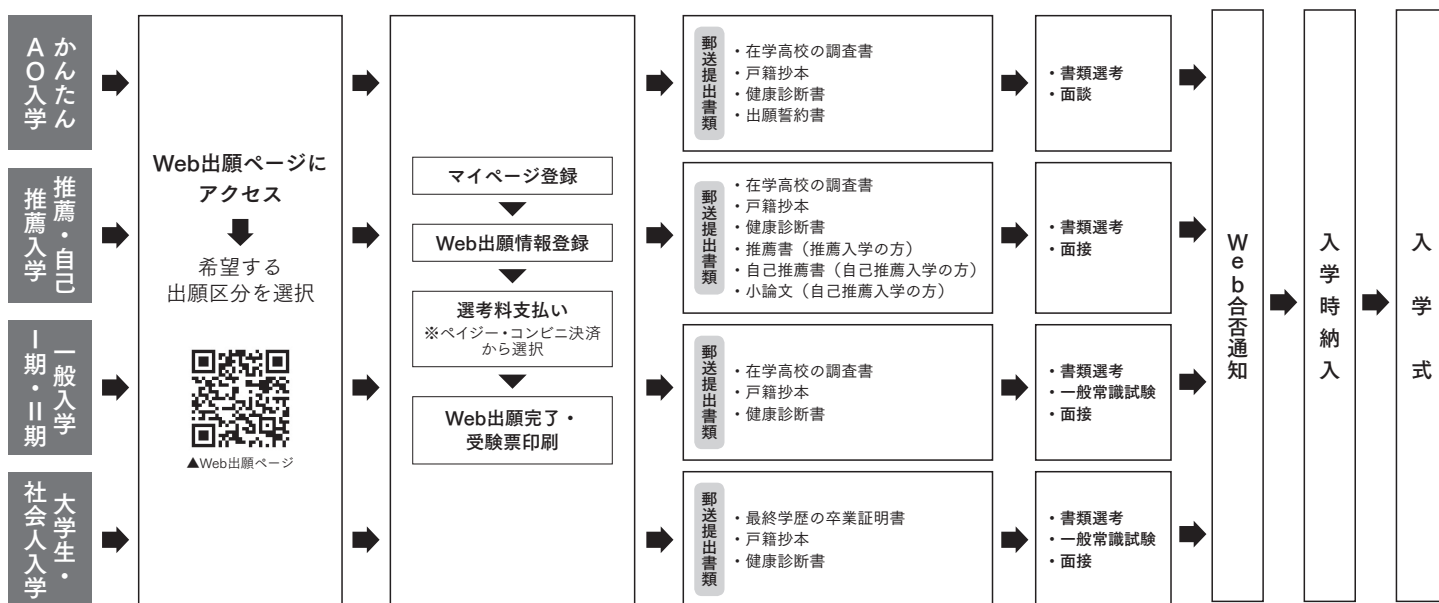 かんたん
AO入学
推薦・自己
推薦入学
一般入学
I期・II期
大学生・
社会人入学
Web出願ページに
アクセス
希望する
出願区分を選択
▲Web出願ページ
マイページ登録
Web出願情報登録
選考料支払い
※ペイジー・コンビニ決済
から選択
Web出願完了・
受験票印刷
郵送提出書類
・在学高校の調査書
・戸籍抄本
・健康診断書
・出願誓約書
・書類選考
・面談
郵送提出書類
・在学高校の調査書
・戸籍抄本
・健康診断書
・推薦書（推薦入学の方）
・自己推薦書（自己推薦入学の方）
・小論文（自己推薦入学の方）
・書類選考
・面接
郵送提出書類
・在学高校の調査書
・戸籍抄本
・健康診断書
・書類選考
・一般常識試験
・面接
郵送提出書類
・最終学歴の卒業証明書
・戸籍抄本
・健康診断書
・書類選考
・一般常識試験
・面接
Web合否通知
入学時納入
入学式